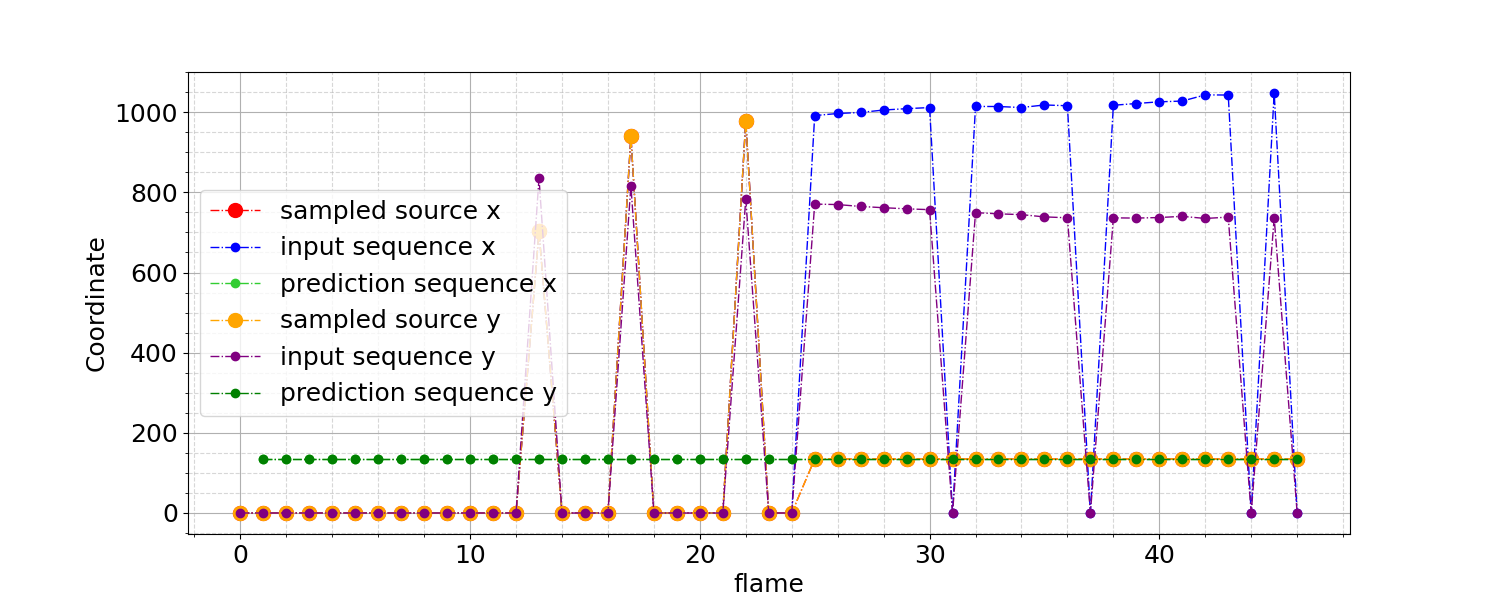 1000
800
600
400
200
0
Coordinate
sampled source x
input sequence x
prediction sequence x
sampled source y
input sequence y
prediction sequence y
0 10 20 30 40
flame